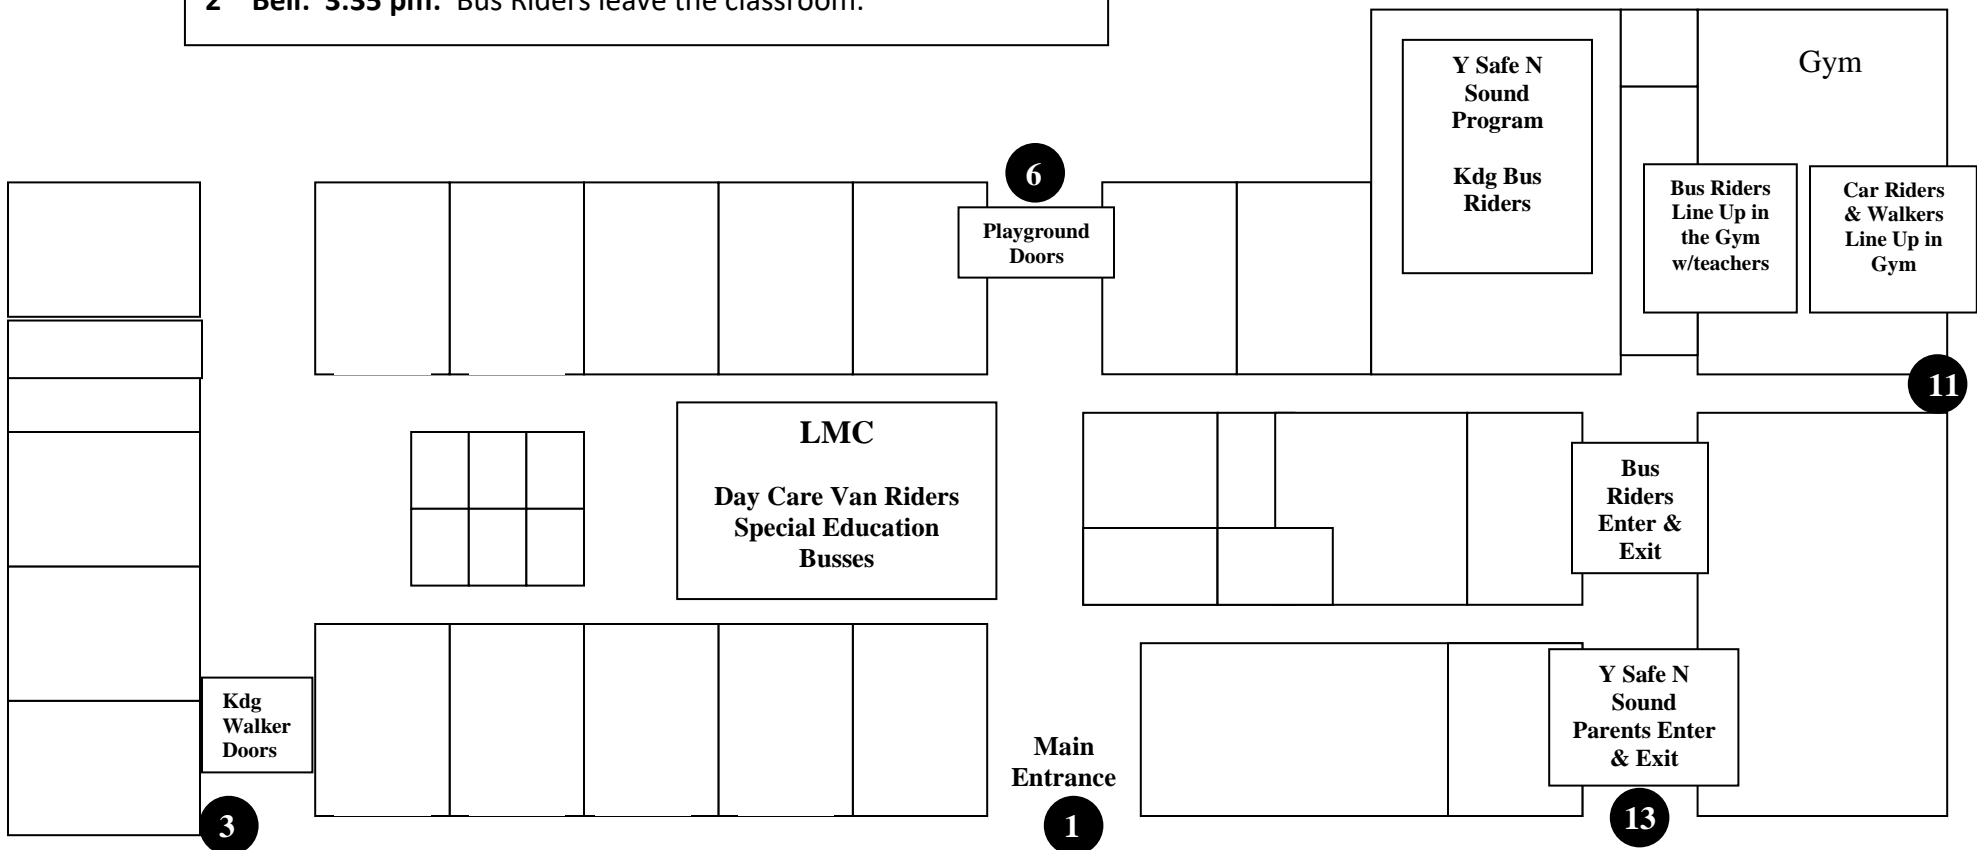 2 Bell: 3:35 pm: Bus Riders leave the classroom.
Gym
Y Safe N
Sound
Program
Kdg Bus
Riders
6
Playground
Doors
Bus Riders
Line Up in
the Gym
w/teachers
Car Riders
& Walkers
Line Up in
Gym
11
LMC
Day Care Van Riders
Special Education
Busses
Bus
Riders
Enter &
Exit
Kdg
Walker
Doors
3
Main
Entrance
1
Y Safe N
Sound
Parents Enter
& Exit
13